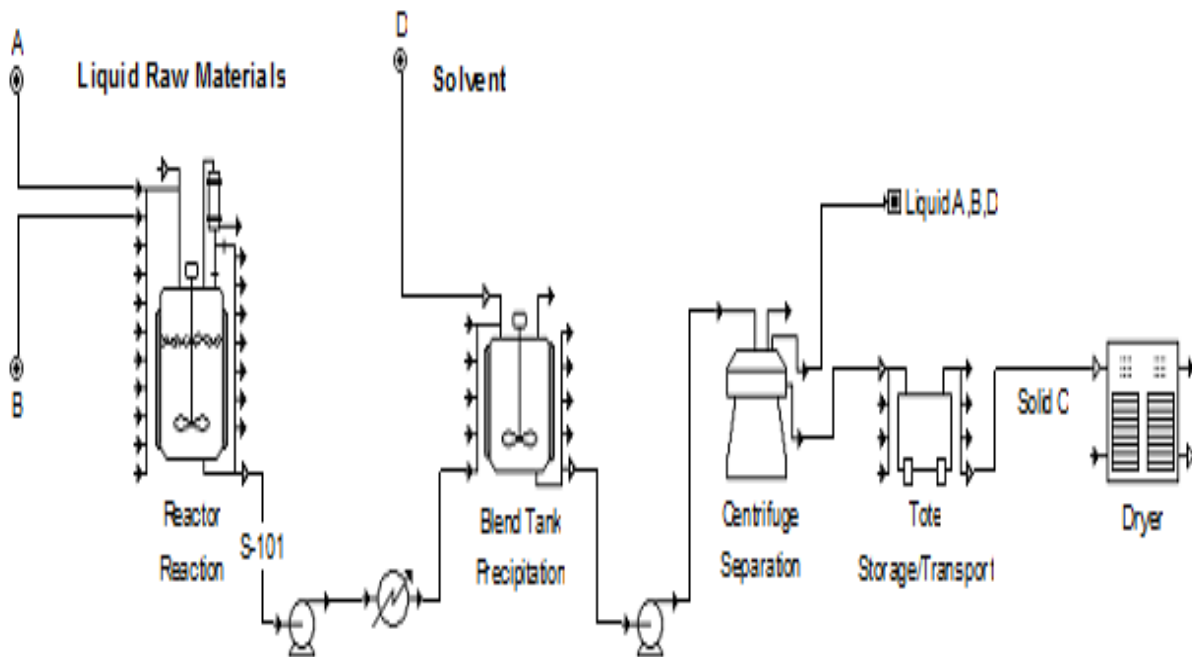 A
Liquid Raw Materials
D
Solvent
Liquid A,B,D
B
Solid C
Reactor
Reaction
S-101
Blend Tank
Precipitation
Centrifuge
Separation
Tote
Storage/Transport
Dryer